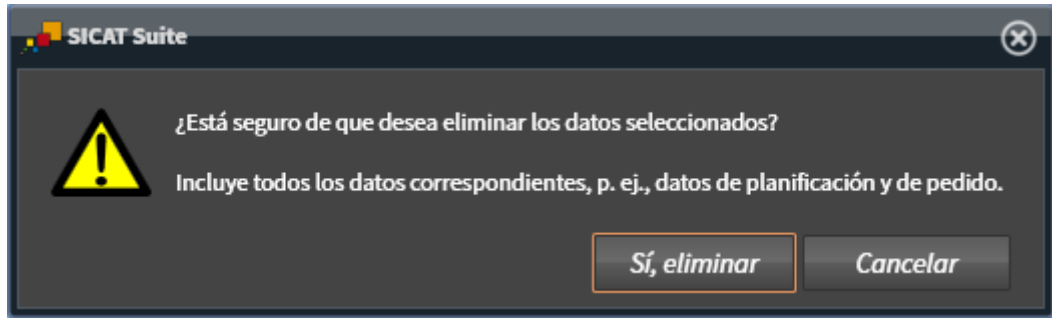 SICAT Suite
¿Está seguro de que desea eliminar los datos seleccionados?
Incluye todos los datos correspondientes, p. ej., datos de planificación y de pedido.
Sí, eliminar
Cancelar